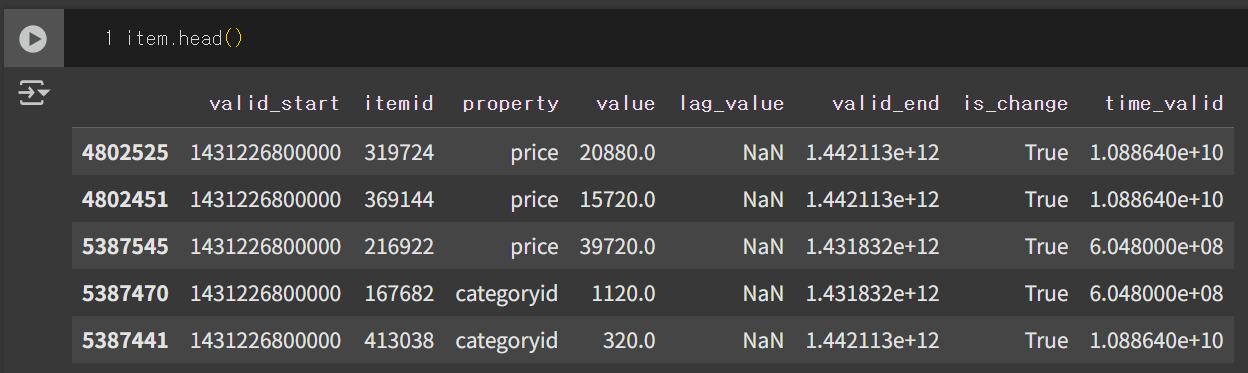 1 item.head()
valid_start itemid property value lag_value valid_end is_change time_valid
4802525 1431226800000 319724 price 20880.0 NaN 1.442113e+12 True 1.088640e+10
4802451 1431226800000 369144 price 15720.0 NaN 1.442113e+12 True 1.088640e+10
5387545 1431226800000 216922 price 39720.0 NaN 1.431832e+12 True 6.048000e+08
5387470 1431226800000 167682 categoryid 1120.0 NaN 1.431832e+12 True 6.048000e+08
5387441 1431226800000 413038 categoryid 320.0 NaN 1.442113e+12 True 1.088640e+10